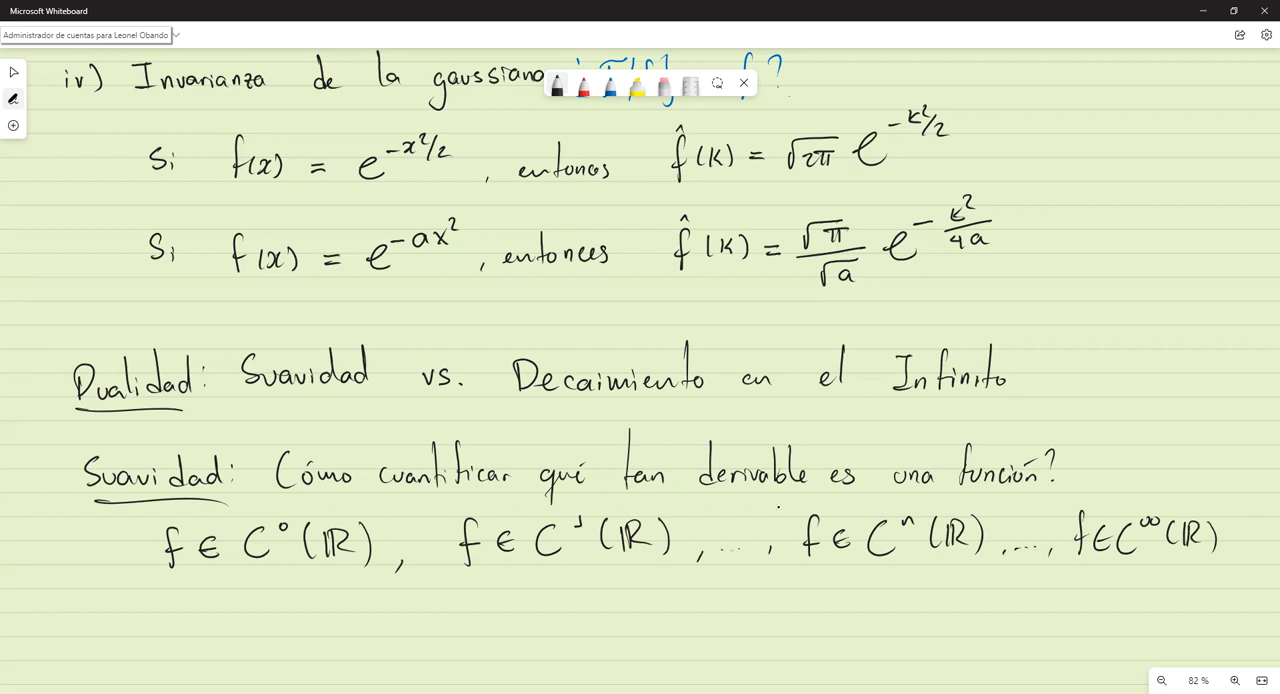 Microsoft Whiteboard
Administrador de cuentas para Leonel Obando
iv) Invarianza de la gaussiana f ?
Si f(x) = e^{-x²/2}, entonces f̂(k) = √2π e^{-k²/2}
Si f(x) = e^{-ax²}, entonces f̂(k) = √π/√a e^{-k²/4a}
Dualidad: Suavidad vs. Decaimiento en el Infinito
Suavidad: Cómo cuantificar qué tan derivable es una función?
f ∈ C⁰(ℝ), f ∈ C¹(ℝ), ..., f ∈ Cⁿ(ℝ), ..., f ∈ C^∞(ℝ)
82 %